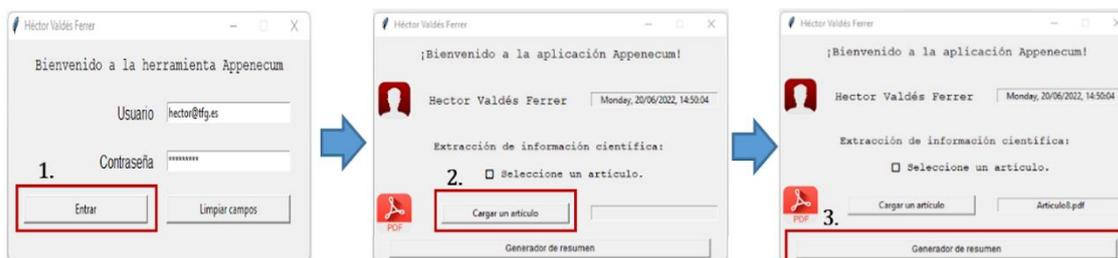 Héctor Valdés Ferrer
Bienvenido a la herramienta Appenecum
Usuario hector@tfg.es
Contraseña *********
1.
Entrar Limpiar campos
Héctor Valdés Ferrer
¡Bienvenido a la aplicación Appenecum!
Hector Valdés Ferrer Monday, 20/06/2022, 14:50:04
Extracción de información científica:
Seleccione un artículo.
2.
Cargar un artículo
PDF
Generador de resumen
Héctor Valdés Ferrer
¡Bienvenido a la aplicación Appenecum!
Hector Valdés Ferrer Monday, 20/06/2022, 14:50:04
Extracción de información científica:
Seleccione un artículo.
Cargar un artículo Articulo8.pdf
PDF
3.
Generador de resumen